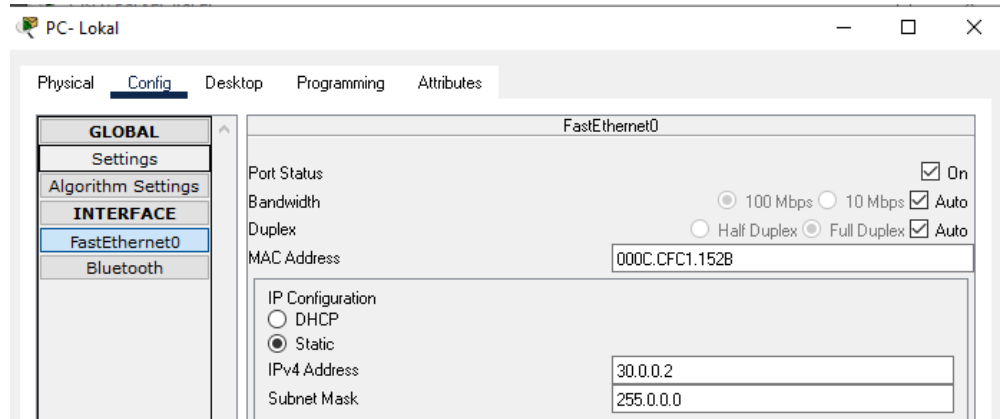 PC- Lokal
Physical Config Desktop Programming Attributes
GLOBAL
Settings
Algorithm Settings
INTERFACE
FastEthernet0
Bluetooth
FastEthernet0
Port Status On
Bandwidth 100 Mbps 10 Mbps Auto
Duplex Half Duplex Full Duplex Auto
MAC Address 000C.CFC1.152B
IP Configuration
DHCP
Static
IPv4 Address 30.0.0.2
Subnet Mask 255.0.0.0